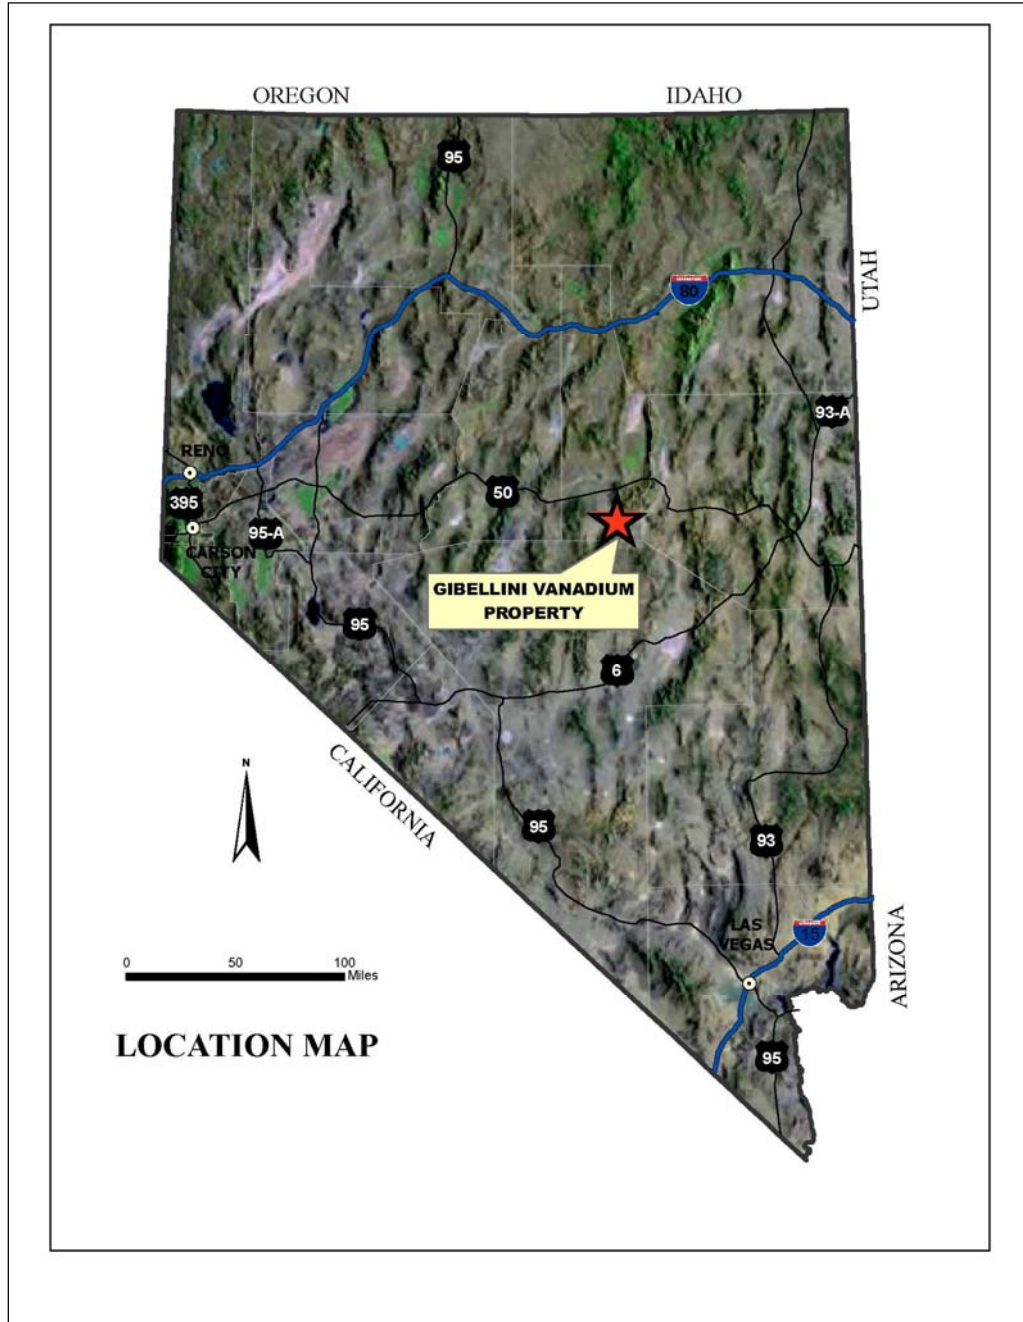 OREGON
IDAHO
95
UTAH
80
93-A
RENO
395
50
95-A
CARSON
CITY
GIBELLINI VANADIUM
PROPERTY
95
6
N
CALIFORNIA
95
93
LAS
VEGAS
15
ARIZONA
0 50 100
Miles
LOCATION MAP
95